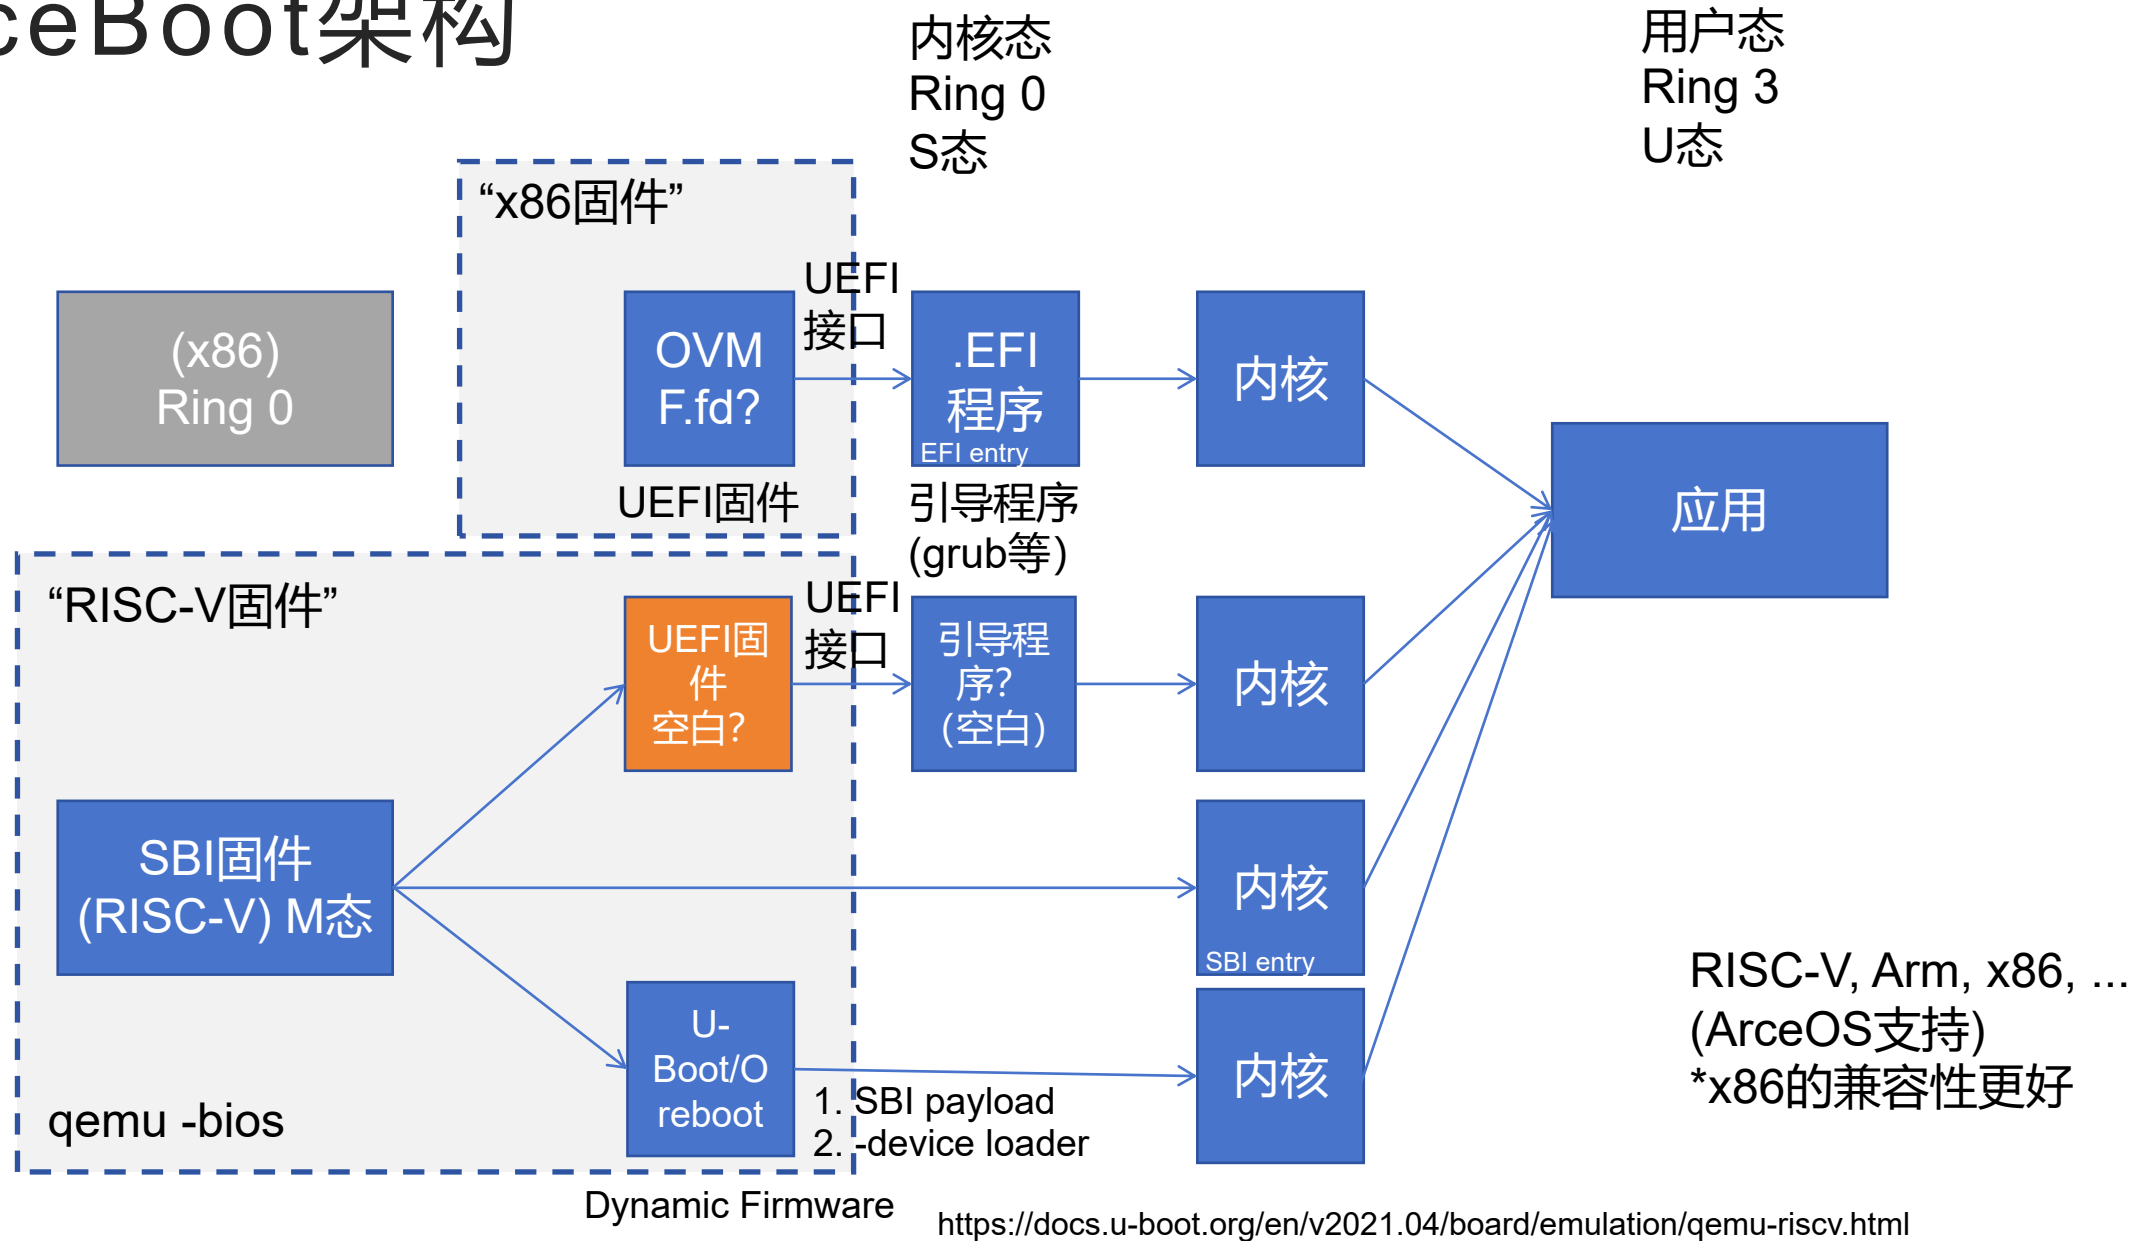 ceBoot架构
内核态
Ring 0
S态
用户态
Ring 3
U态
“x86固件”
(x86)
Ring 0
OVM
F.fd?
UEFI固件
UEFI
接口
.EFI
程序
EFI entry
引导程序
(grub等)
内核
应用
“RISC-V固件”
UEFI固
件
空白?
UEFI
接口
引导程
序?
(空白)
内核
SBI固件
(RISC-V) M态
内核
SBI entry
U-
Boot/O
reboot
1. SBI payload
2. -device loader
内核
qemu -bios
Dynamic Firmware
RISC-V, Arm, x86, ...
(ArceOS支持)
*x86的兼容性更好
https://docs.u-boot.org/en/v2021.04/board/emulation/qemu-riscv.html